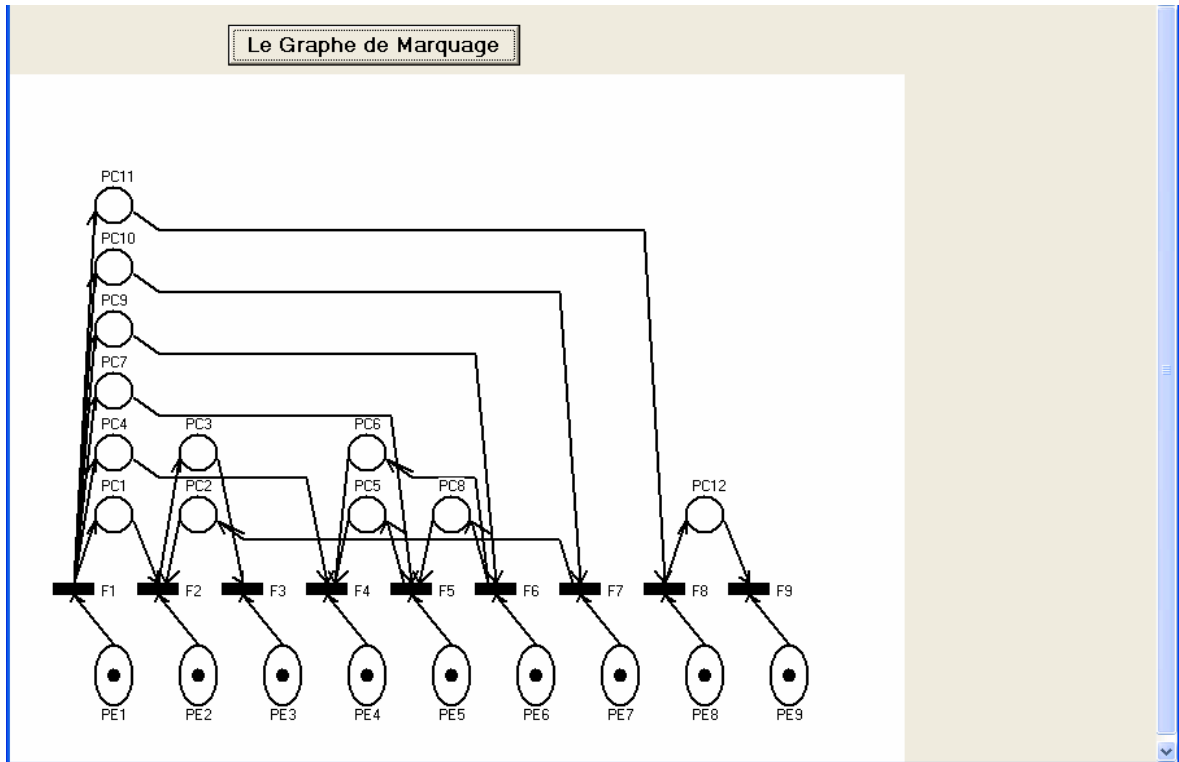 Le Graphe de Marquage
PC11
PC10
PC9
PC7
PC4 PC3 PC6
PC1 PC2 PC5 PC8 PC12
F1 F2 F3 F4 F5 F6 F7 F8 F9
PE1 PE2 PE3 PE4 PE5 PE6 PE7 PE8 PE9